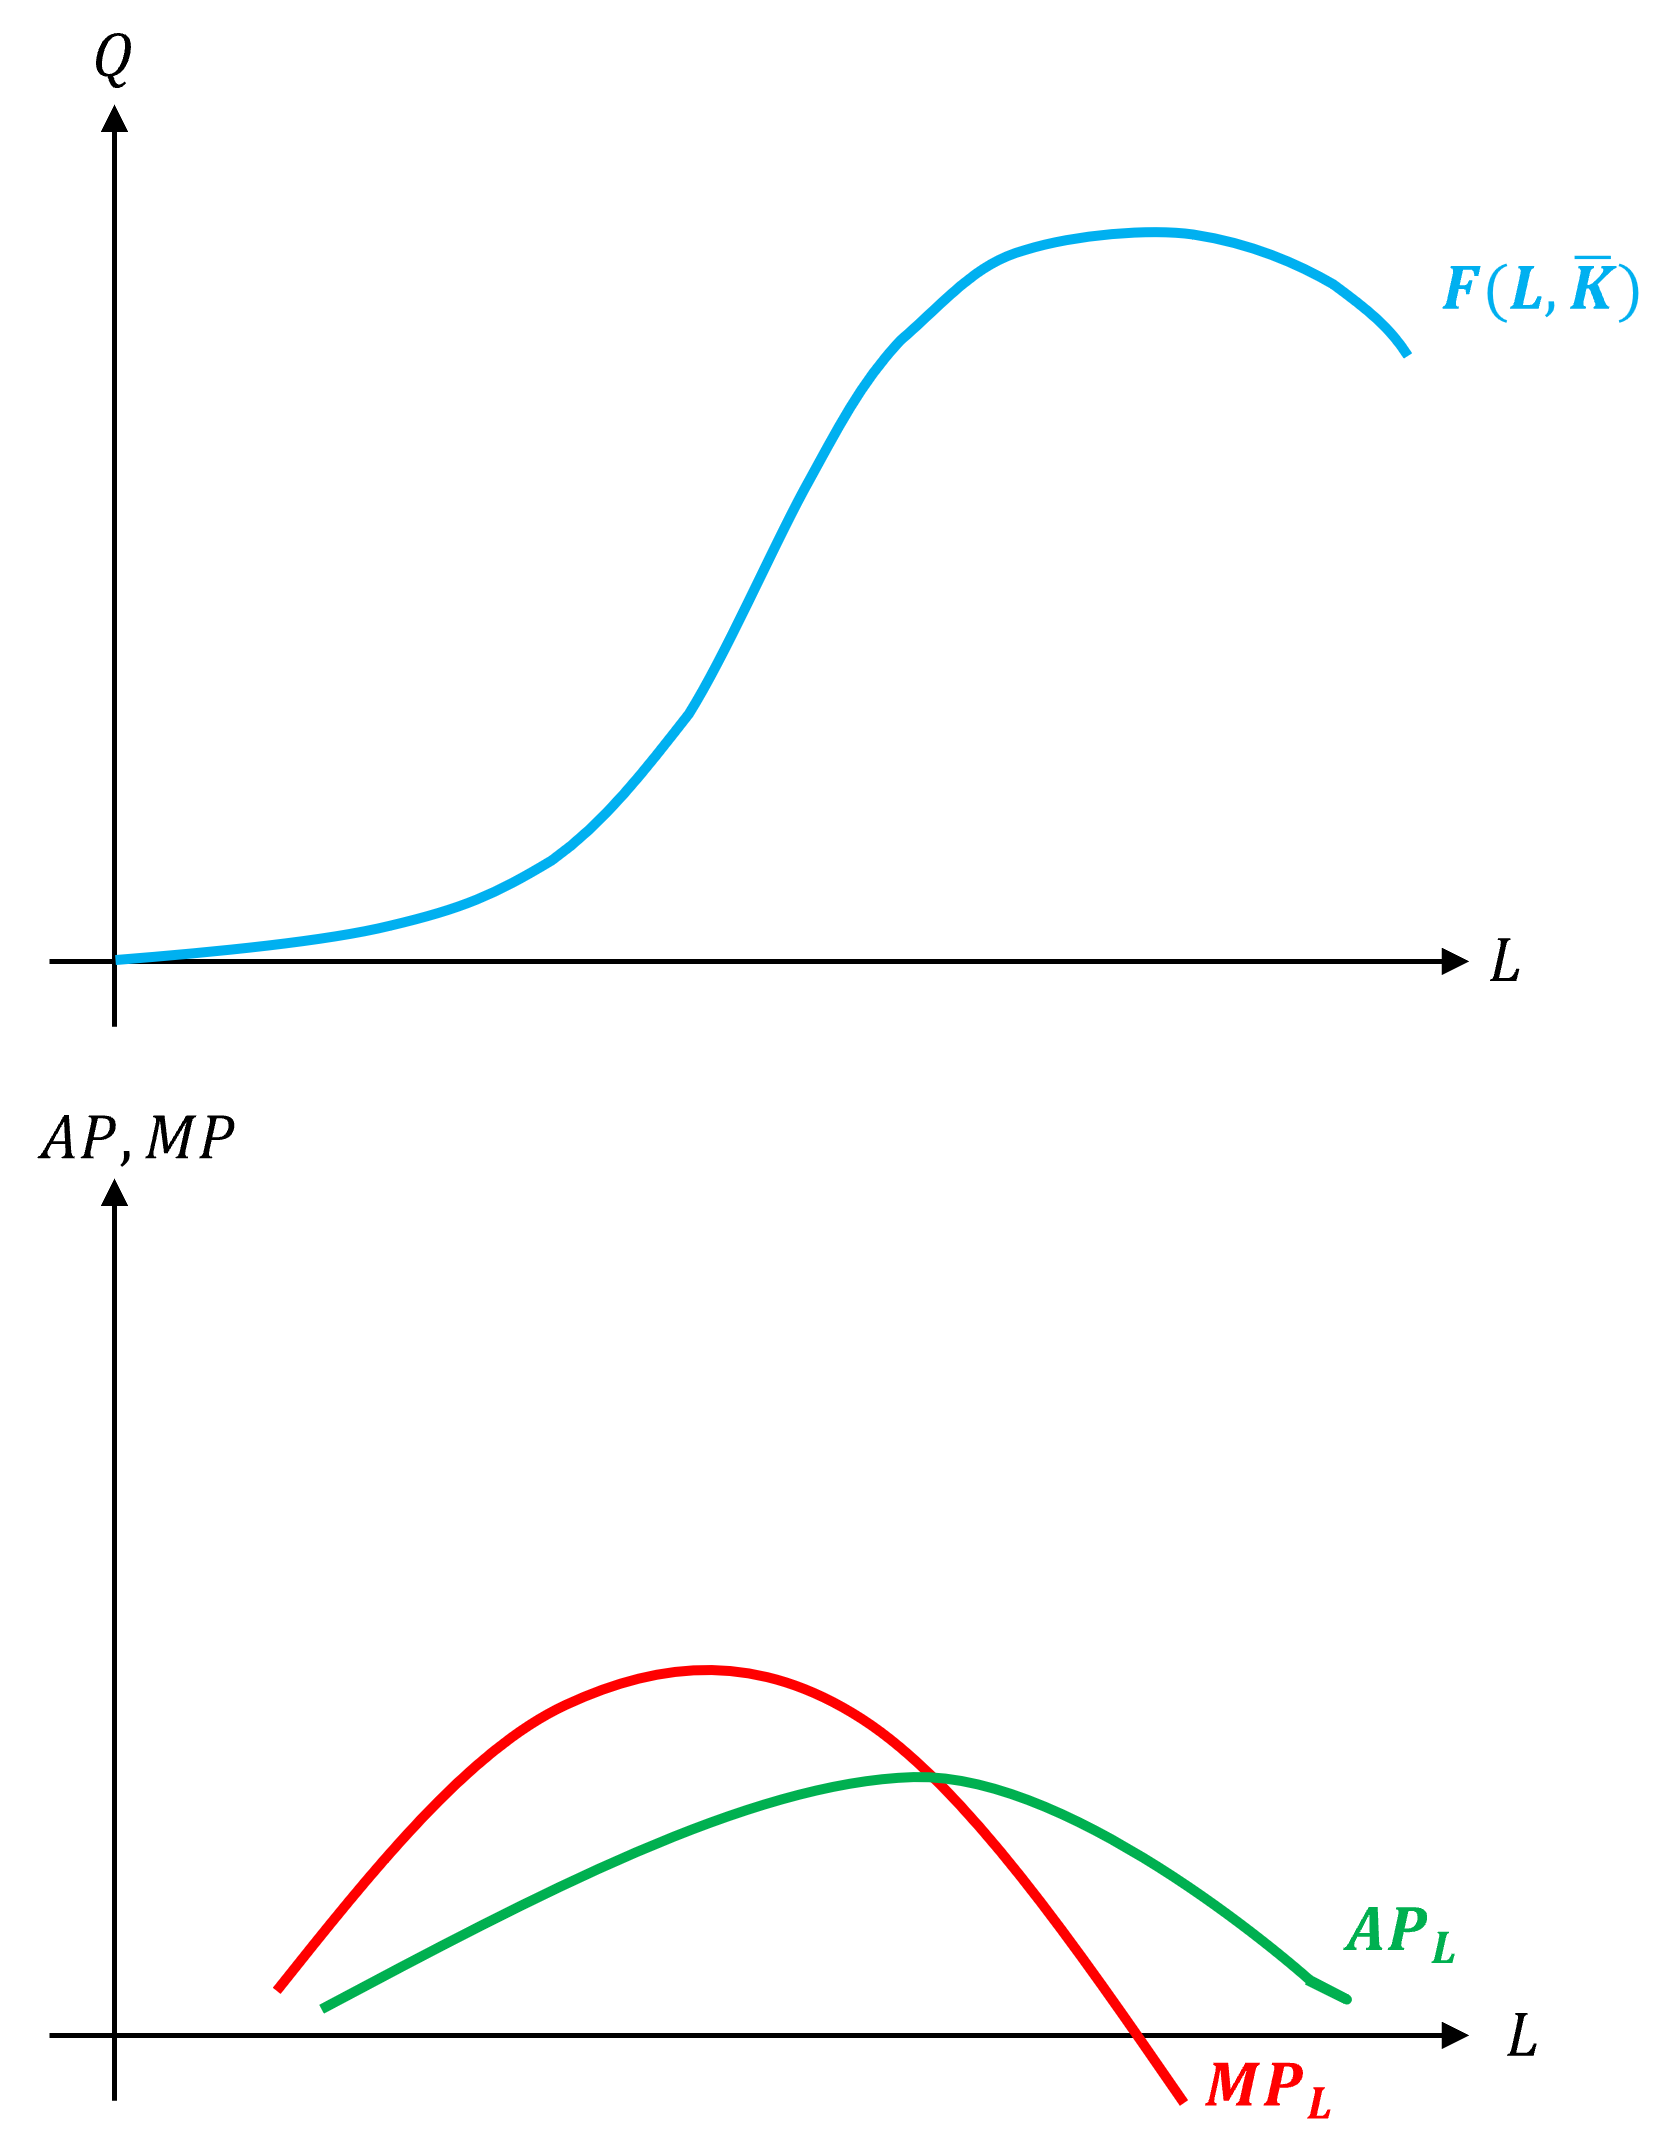 Q
F(L, K̅)
L
AP, MP
AP_L
L
MP_L